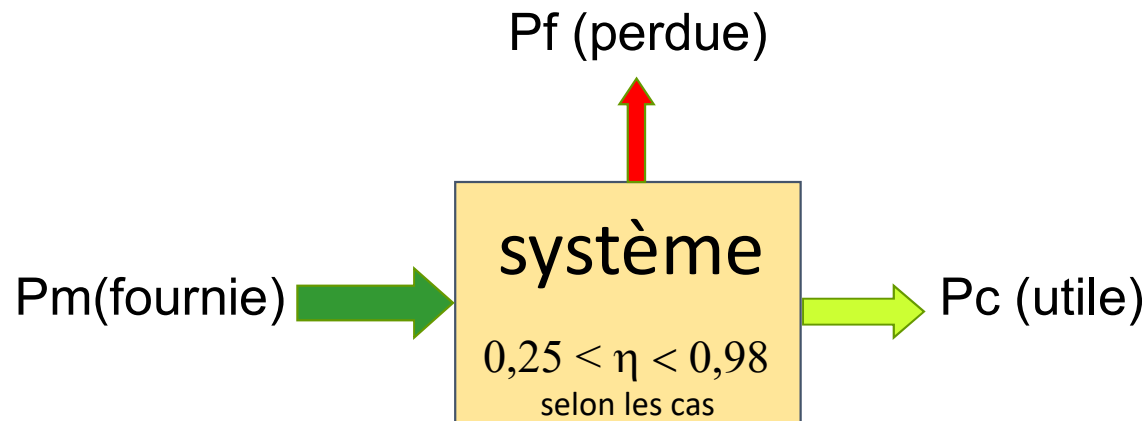 Pf (perdue)
système
Pm(fournie)
Pc (utile)
0,25 < η < 0,98
selon les cas